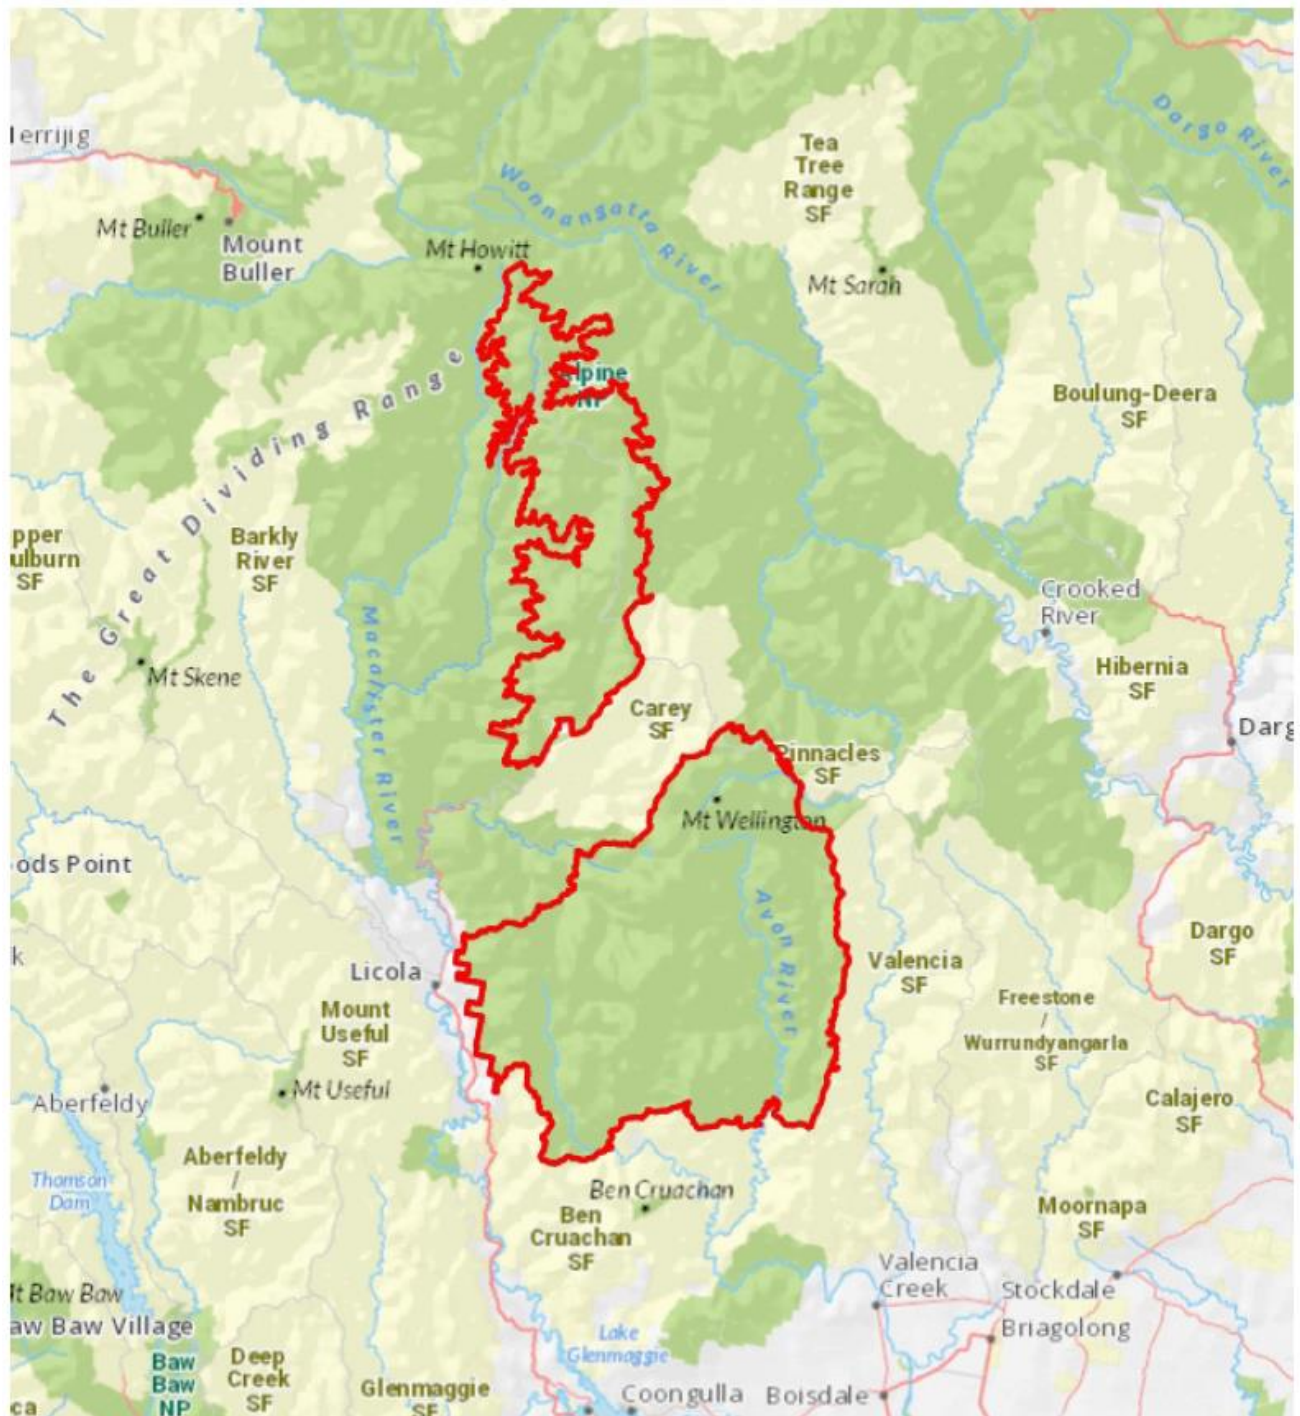 Dargo River
Tea
Tree
Range
SF
Wonnangatta River
Mt Buller
Mount
Buller
Mt Howitt
Mt Sarah
Alpine
NP
Boulung-Deera
SF
The Great Dividing Range
pper
ulburn
SF
Barkly
River
SF
Crooked
River
Macalister River
Mt Skene
Hibernia
SF
Carey
SF
Darg
Pinnacles
SF
Mt Wellington
ods Point
Avon River
Dargo
SF
k
Licola
Valencia
SF
Mount
Useful
SF
Freestone
/
Wurrundyangarla
SF
Mt Useful
Aberfeldy
Calajero
SF
Aberfeldy
/
Nambruc
SF
Thomson
Dam
Ben Cruachan
Ben
Cruachan
SF
Moornapa
SF
Valencia
Creek
Stockdale
t Baw Baw
aw Baw Village
Briagolong
Lake
Glenmaggie
Baw
Baw
NP
Deep
Creek
SF
Glenmaggie
SF
Coongulla
Boisdale
ca